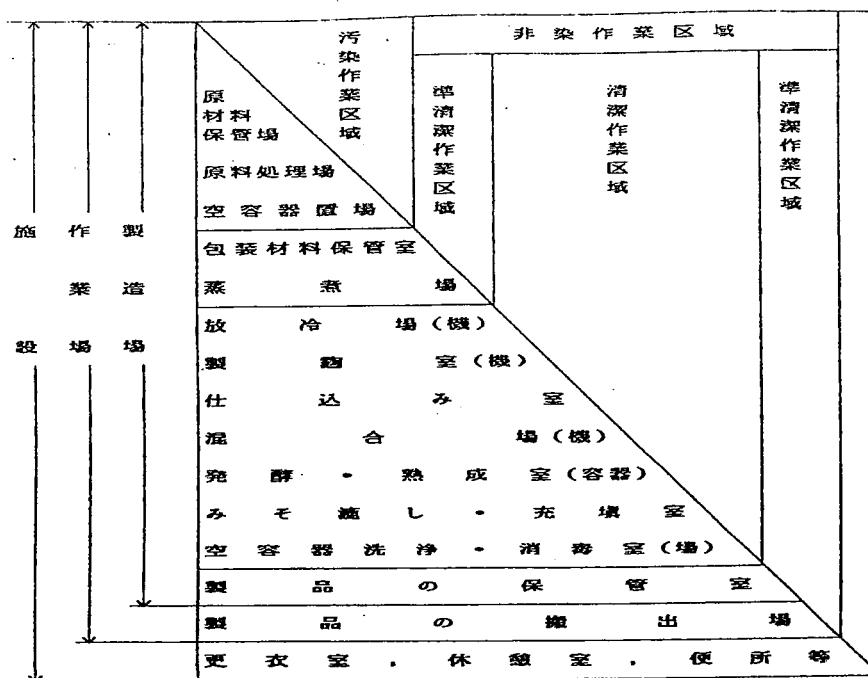 非染作業区域
汚染作業区域
準清潔作業区域
清潔作業区域
準清潔作業区域
施設
作業場
製造場
原材料
保管場
原料処理場
空容器置場
包装材料保管室
蒸煮場
放冷場(機)
製麴室(機)
仕込み室
混合場(機)
発酵・熟成室(容器)
みそ漉し・充填室
空容器洗浄・消毒室(場)
製品の保管室
製品の搬出場
更衣室,休憩室,便所等